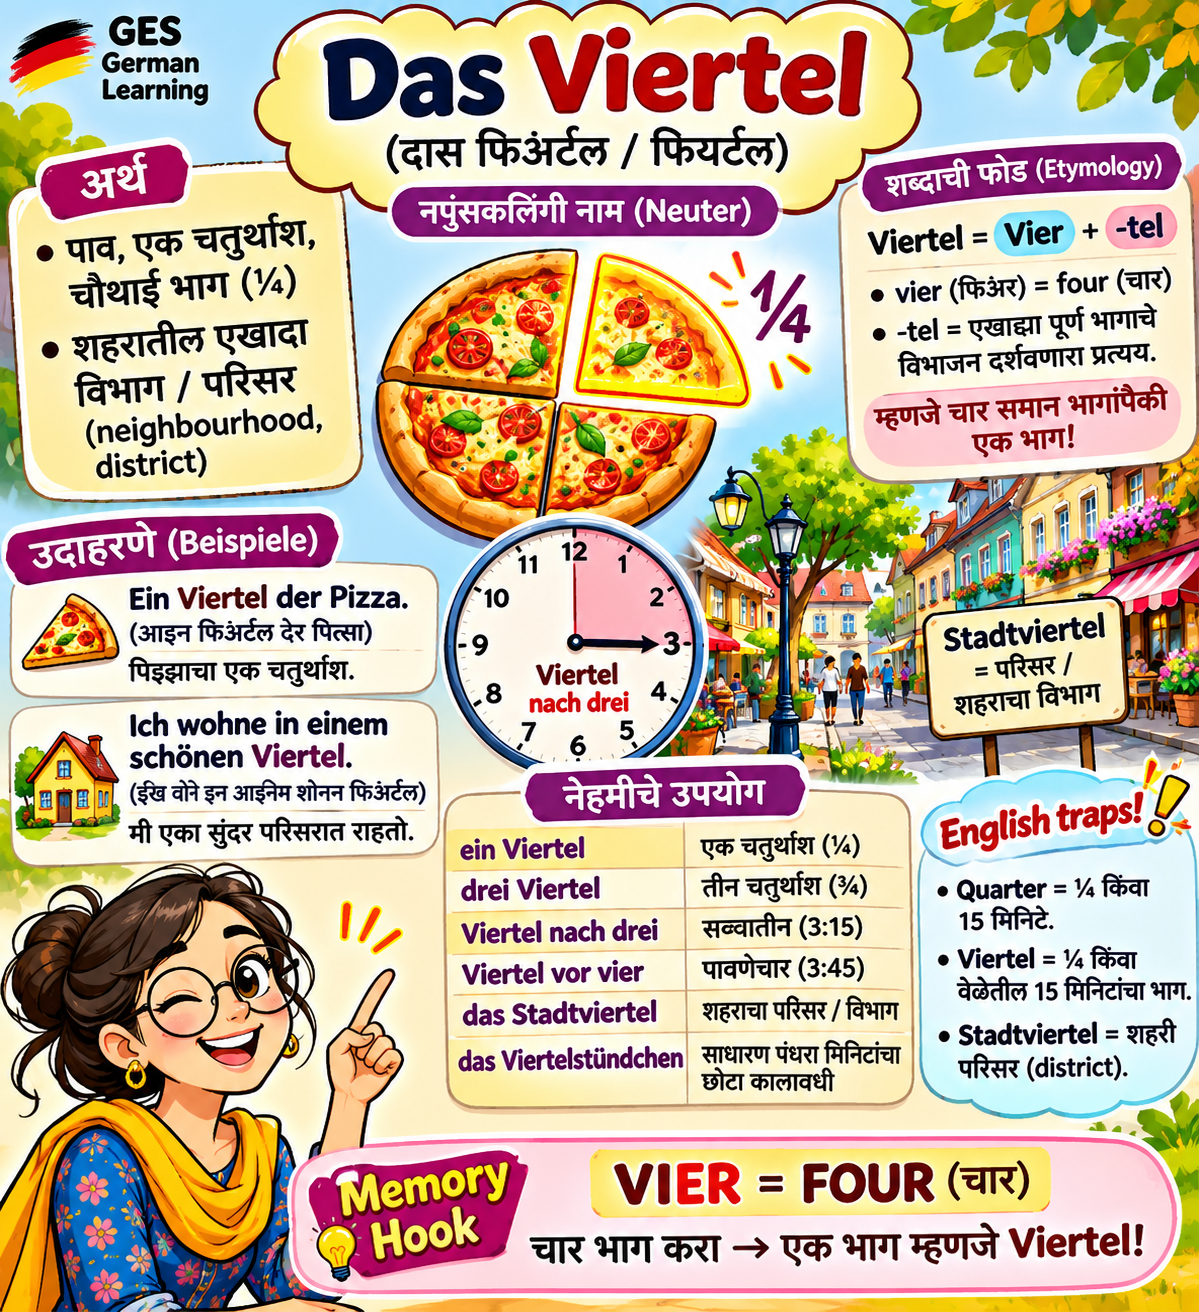 GES
German
Learning
Das Viertel
(दास फिअंर्टल / फियर्टल)
नपुंसकलिंगी नाम (Neuter)
अर्थ
• पाव, एक चतुर्थाश,
चौथाई भाग (¼)
• शहरातील एखादा
विभाग / परिसर
(neighbourhood,
district)
1/4
शब्दाची फोड (Etymology)
Viertel = Vier + -tel
• vier (फिअंर) = four (चार)
• -tel = एखाद्या पूर्ण भागाचे
विभाजन दर्शवणारा प्रत्यय.
म्हणजे चार समान भागांपैकी
एक भाग!
उदाहरणे (Beispiele)
Ein Viertel der Pizza.
(आइन फिअंर्टल देर पित्सा)
पिझ्झाचा एक चतुर्थाश.
Ich wohne in einem
schönen Viertel.
(ईख वोने इन आईनेम शोनन फिअंर्टल)
मी एका सुंदर परिसरात राहतो.
12
1
2
3
4
5
6
7
8
9
10
11
Viertel
nach drei
Stadtviertel
= परिसर /
शहराचा विभाग
नेहमीचे उपयोग
ein Viertel एक चतुर्थाश (¼)
drei Viertel तीन चतुर्थाश (¾)
Viertel nach drei सव्वातीन (3:15)
Viertel vor vier पावणेचार (3:45)
das Stadtviertel शहराचा परिसर / विभाग
das Viertelstündchen साधारण पंधरा मिनिटांचा
छोटा कालावधी
English traps!
• Quarter = ¼ किंवा
15 मिनिटे.
• Viertel = ¼ किंवा
वेळेतील 15 मिनिटांचा भाग.
• Stadtviertel = शहरी
परिसर (district).
Memory
Hook
VIER = FOUR (चार)
चार भाग करा → एक भाग म्हणजे Viertel!